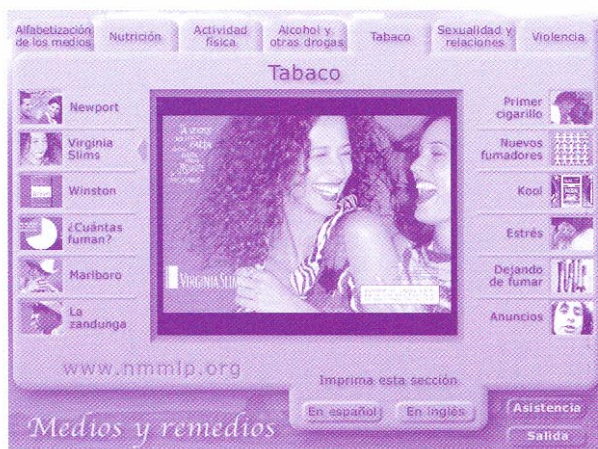 Alfabetización
de los medios
Nutrición
Actividad
física
Alcohol y
otras drogas
Tabaco
Sexualidad y
relaciones
Violencia
Tabaco
Newport
Virginia
Slims
Winston
¿Cuántas
fuman?
Marlboro
La
zandunga
VIRGINIA SLIMS
Primer
cigarillo
Nuevos
fumadores
Kool
Estrés
Dejando
de fumar
Anuncios
www.nmmlp.org
Imprima esta sección
En español
En inglés
Medios y remedios
Asistencia
Salida